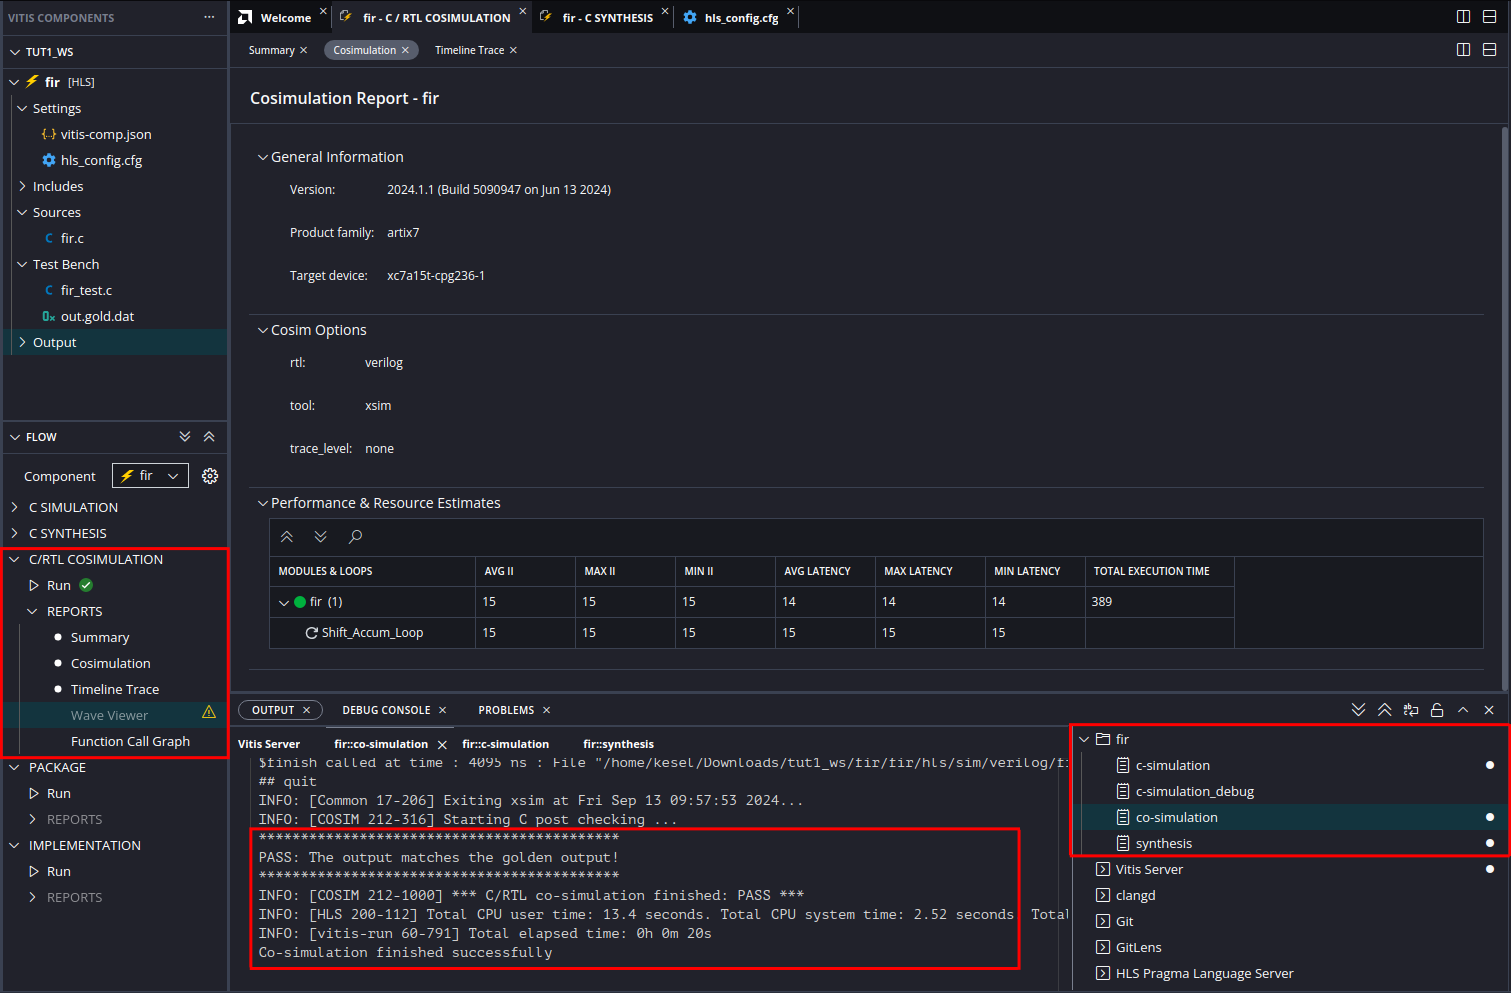 VITIS COMPONENTS ···
TUT1_WS
fir [HLS]
Settings
{··} vitis-comp.json
hls_config.cfg
Includes
Sources
C fir.c
Test Bench
C fir_test.c
out.gold.dat
Output
FLOW
Component fir
C SIMULATION
C SYNTHESIS
C/RTL COSIMULATION
Run
REPORTS
Summary
Cosimulation
Timeline Trace
Wave Viewer
Function Call Graph
PACKAGE
Run
REPORTS
IMPLEMENTATION
Run
REPORTS
Welcome × fir - C / RTL COSIMULATION × fir - C SYNTHESIS × hls_config.cfg ×
Summary × Cosimulation × Timeline Trace ×
Cosimulation Report - fir
General Information
Version: 2024.1.1 (Build 5090947 on Jun 13 2024)
Product family: artix7
Target device: xc7a15t-cpg236-1
Cosim Options
rtl: verilog
tool: xsim
trace_level: none
Performance & Resource Estimates
MODULES & LOOPS AVG II MAX II MIN II AVG LATENCY MAX LATENCY MIN LATENCY TOTAL EXECUTION TIME
fir (1) 15 15 15 14 14 14 389
Shift_Accum_Loop 15 15 15 15 15 15
OUTPUT × DEBUG CONSOLE × PROBLEMS ×
Vitis Server fir::co-simulation × fir::c-simulation fir::synthesis
$finish called at time : 4095 ns : File "/home/kesel/Downloads/tut1_ws/fir/fir/hls/sim/verilog/fi
## quit
INFO: [Common 17-206] Exiting xsim at Fri Sep 13 09:57:53 2024...
INFO: [COSIM 212-316] Starting C post checking ...
*******************************************
PASS: The output matches the golden output!
*******************************************
INFO: [COSIM 212-1000] *** C/RTL co-simulation finished: PASS ***
INFO: [HLS 200-112] Total CPU user time: 13.4 seconds. Total CPU system time: 2.52 seconds Total
INFO: [vitis-run 60-791] Total elapsed time: 0h 0m 20s
Co-simulation finished successfully
fir
c-simulation
c-simulation_debug
co-simulation
synthesis
Vitis Server
clangd
Git
GitLens
HLS Pragma Language Server